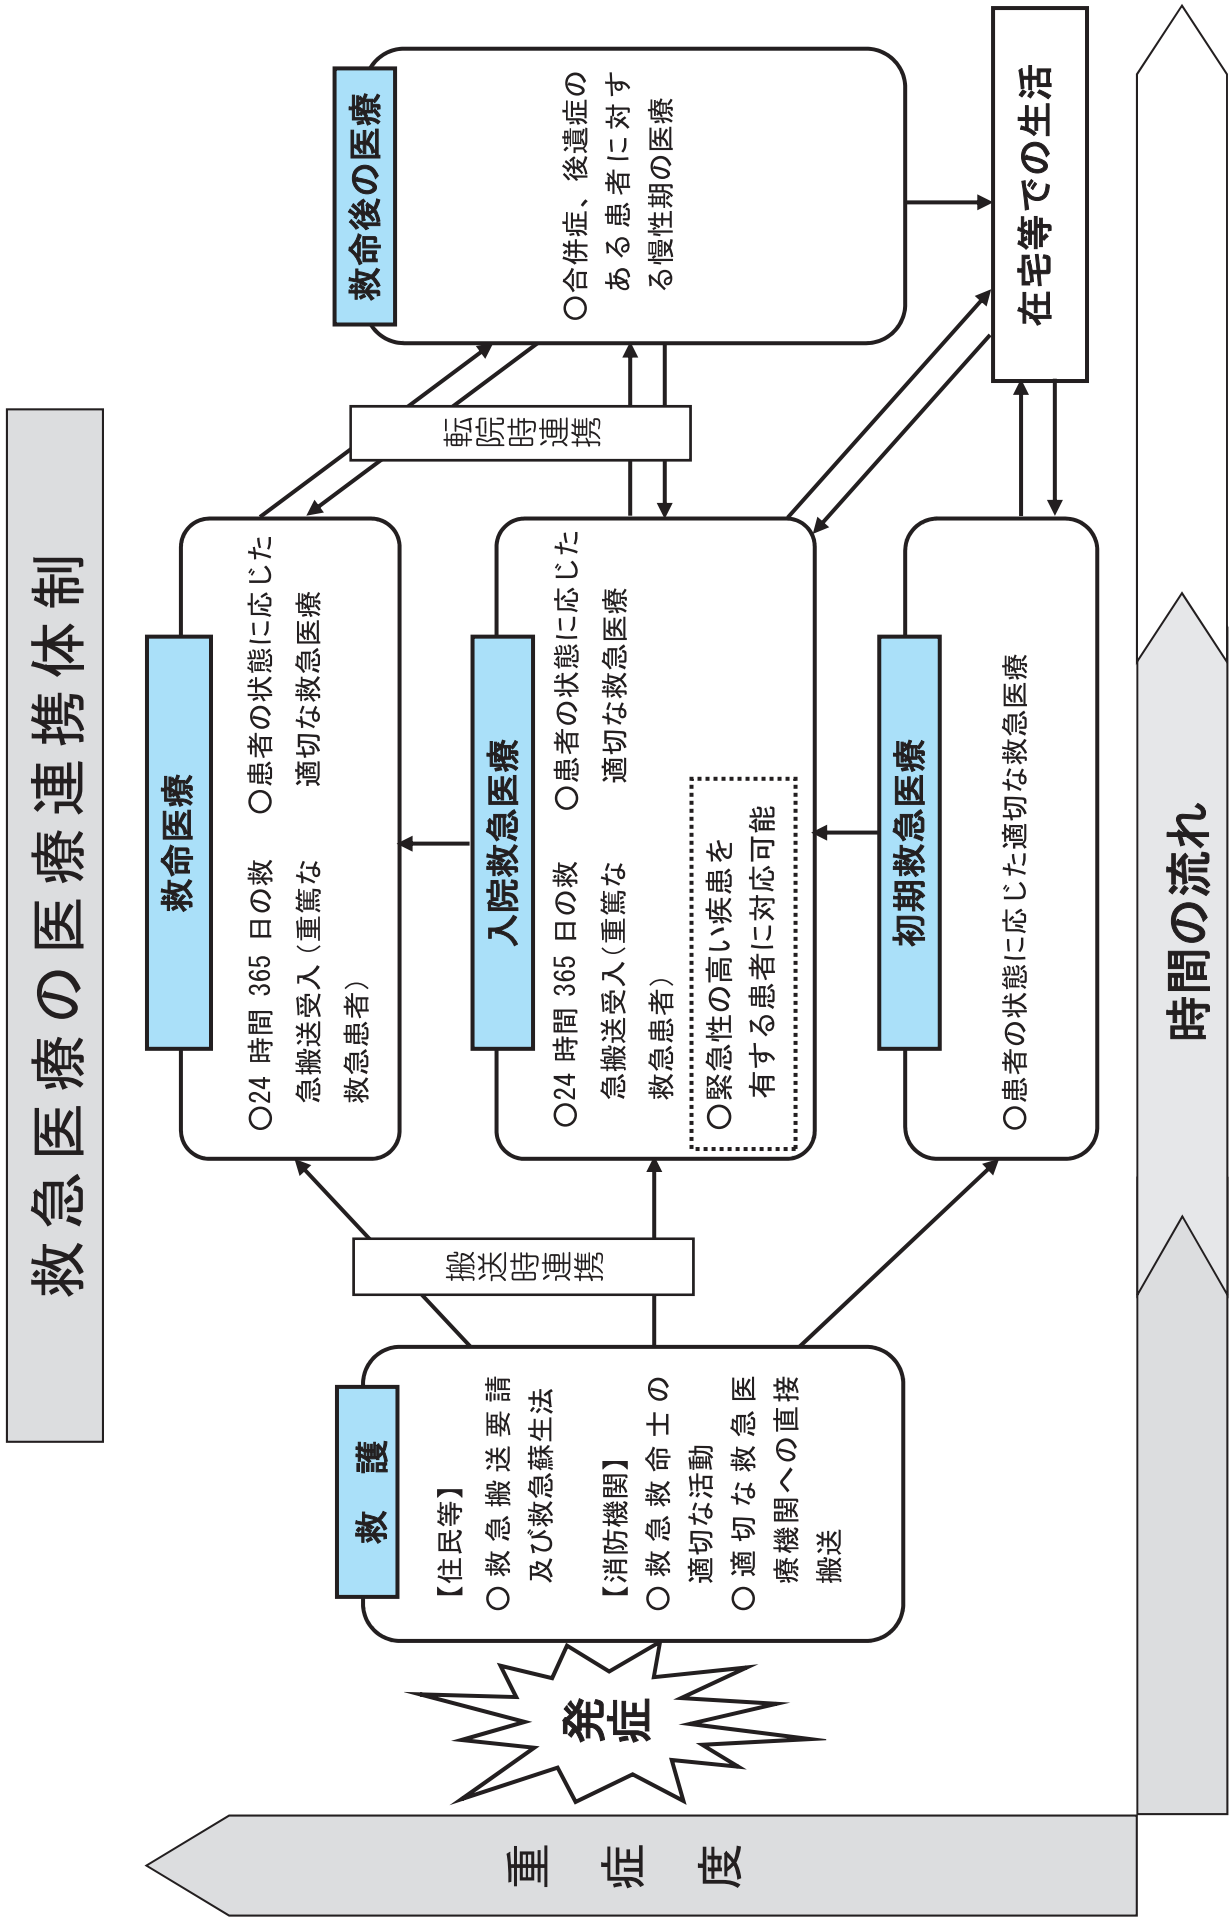 救急医療の医療連携体制
重症度
発症
救　護
【住民等】
○救急搬送要請
及び救急蘇生法
【消防機関】
○救急救命士の
適切な活動
○適切な救急医
療機関への直接
搬送
搬送時連携
救命医療
○24 時間 365 日の救
急搬送受入（重篤な
救急患者）
○患者の状態に応じた
適切な救急医療
入院救急医療
○24 時間 365 日の救
急搬送受入（重篤な
救急患者）
○患者の状態に応じた
適切な救急医療
○緊急性の高い疾患を
有する患者に対応可能
初期救急医療
○患者の状態に応じた適切な救急医療
転院時連携
救命後の医療
○合併症、後遺症の
ある患者に対す
る慢性期の医療
在宅等での生活
時間の流れ